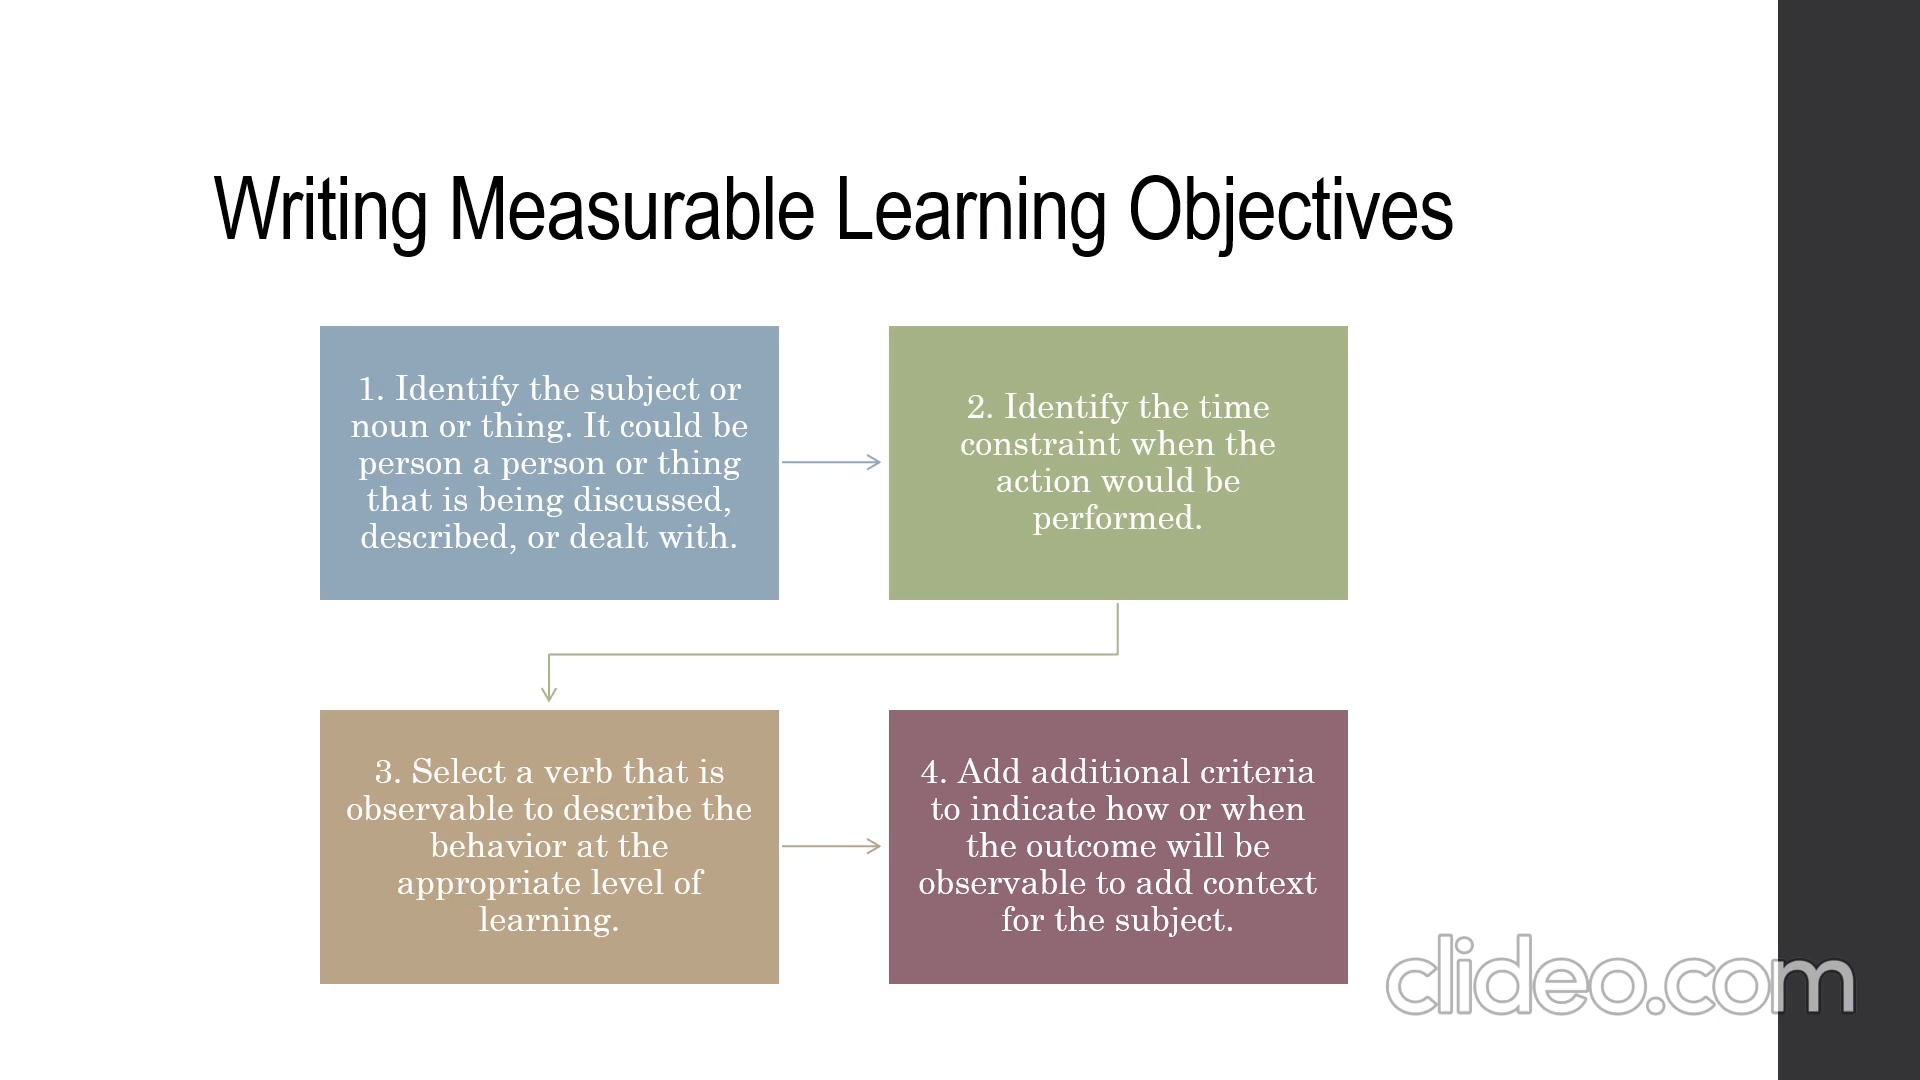 Writing Measurable Learning Objectives
1. Identify the subject or
noun or thing. It could be
person a person or thing
that is being discussed,
described, or dealt with.
2. Identify the time
constraint when the
action would be
performed.
3. Select a verb that is
observable to describe the
behavior at the
appropriate level of
learning.
4. Add additional criteria
to indicate how or when
the outcome will be
observable to add context
for the subject.
clideo.com